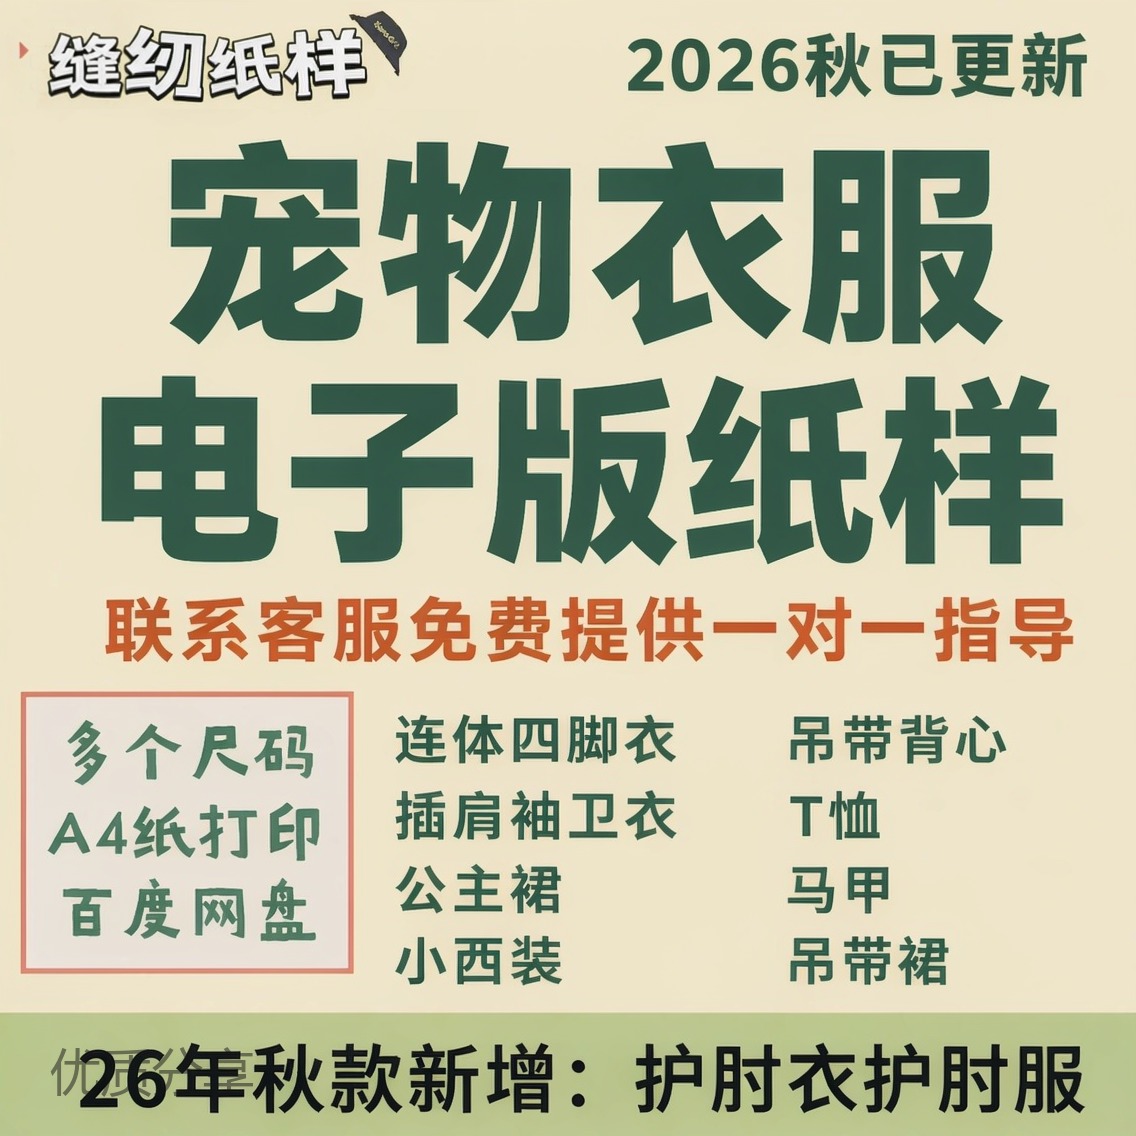 缝纫纸样
2026秋已更新
宠物衣服
电子版纸样
联系客服免费提供一对一指导
多个尺码
A4纸打印
百度网盘
连体四脚衣
吊带背心
插肩袖卫衣
T恤
公主裙
马甲
小西装
吊带裙
优质分享
26年秋款新增：护肘衣护肘服